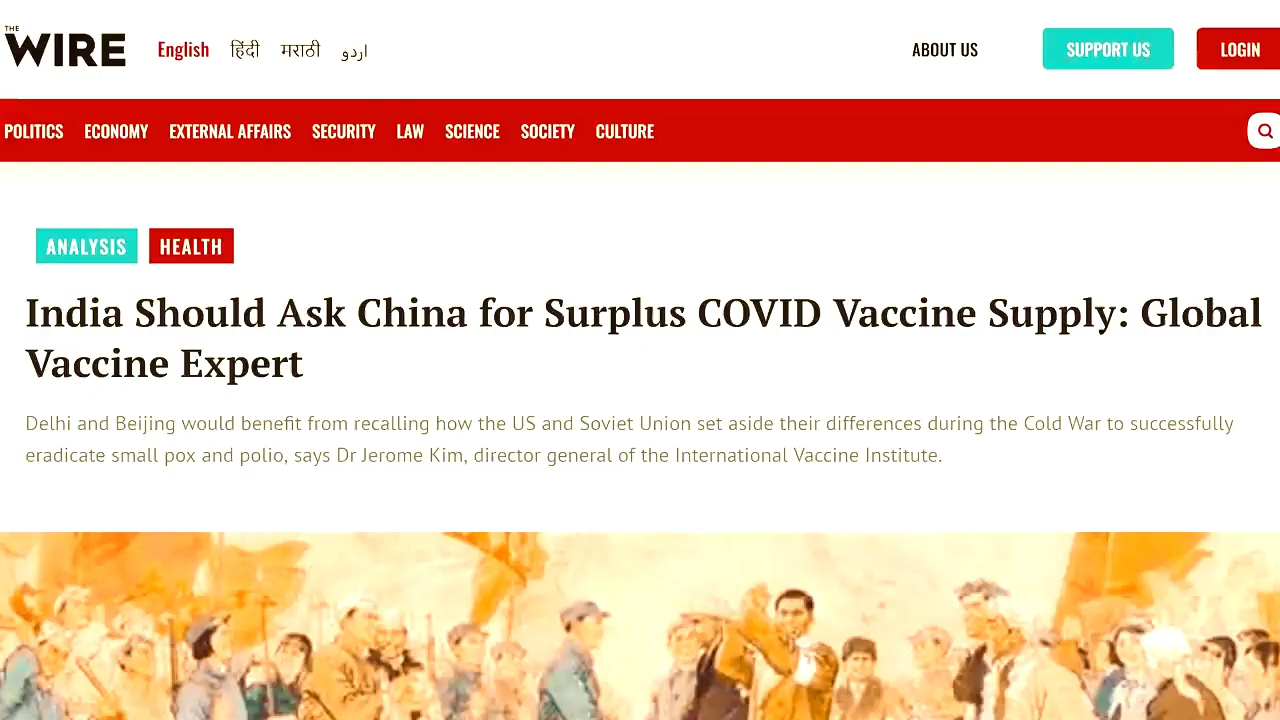 THE
WIRE
English हिंदी मराठी اردو
ABOUT US
SUPPORT US
LOGIN
POLITICS ECONOMY EXTERNAL AFFAIRS SECURITY LAW SCIENCE SOCIETY CULTURE
ANALYSIS HEALTH
India Should Ask China for Surplus COVID Vaccine Supply: Global
Vaccine Expert
Delhi and Beijing would benefit from recalling how the US and Soviet Union set aside their differences during the Cold War to successfully
eradicate small pox and polio, says Dr Jerome Kim, director general of the International Vaccine Institute.